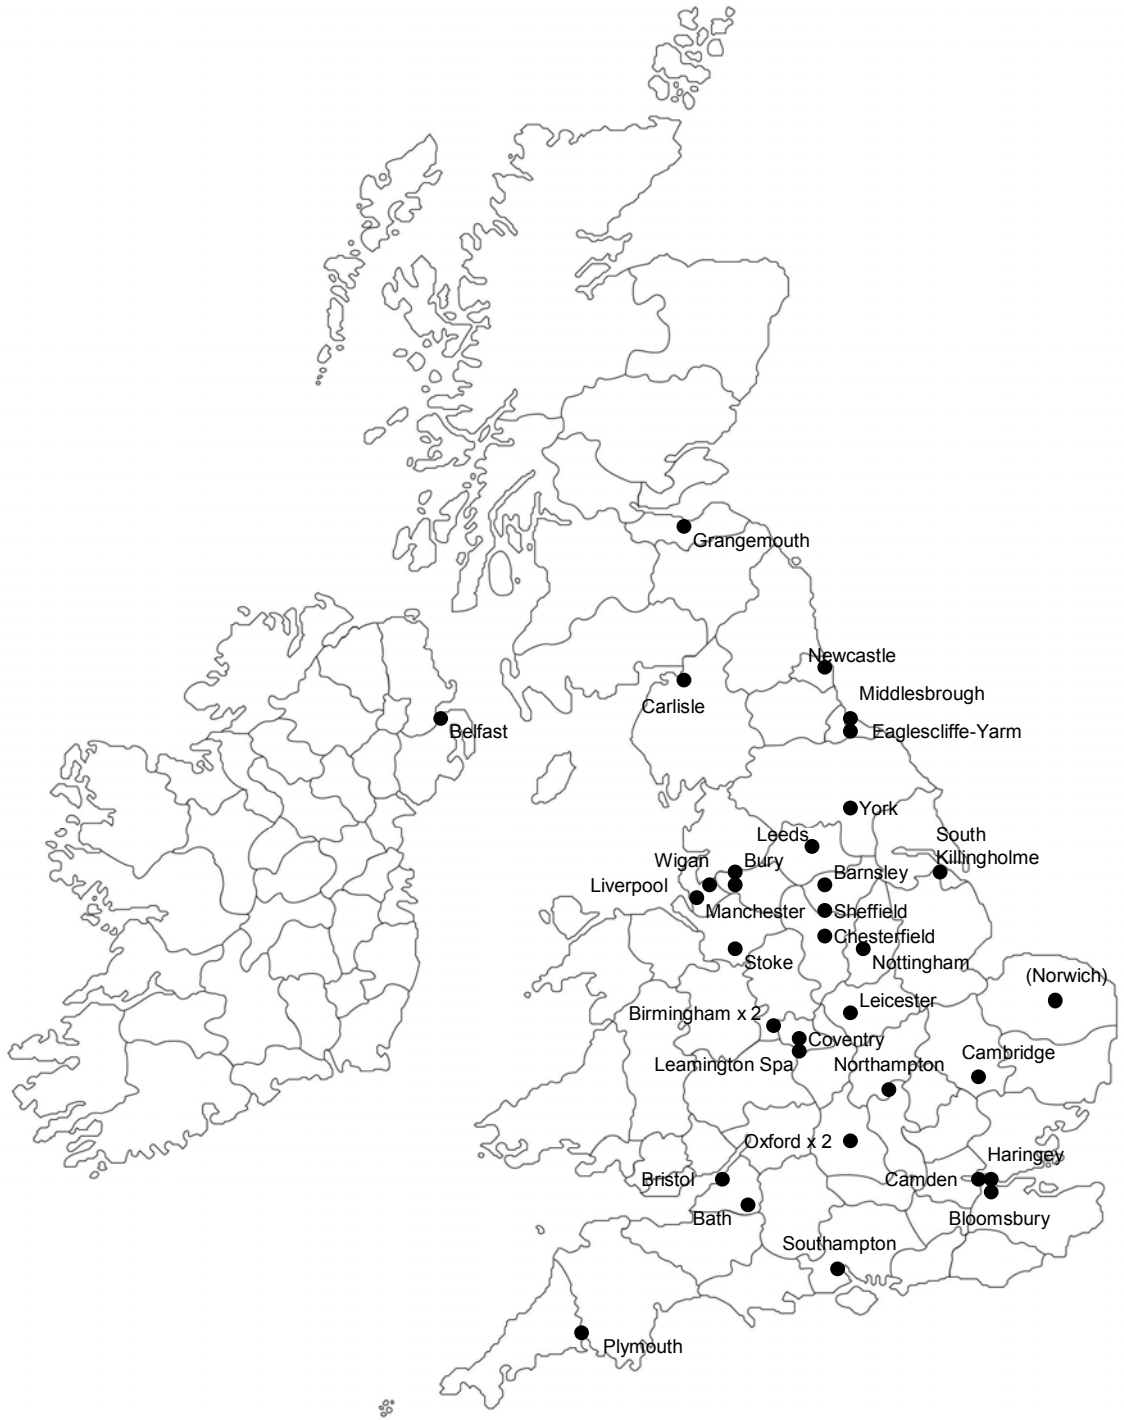 Grangemouth
Newcastle
Carlisle
Middlesbrough
Belfast
Eaglescliffe-Yarm
York
Leeds
South
Killingholme
Wigan
Bury
Barnsley
Liverpool
Manchester
Sheffield
Chesterfield
Stoke
Nottingham
(Norwich)
Leicester
Birmingham x 2
Coventry
Cambridge
Leamington Spa
Northampton
Oxford x 2
Haringey
Bristol
Camden
Bath
Bloomsbury
Southampton
Plymouth